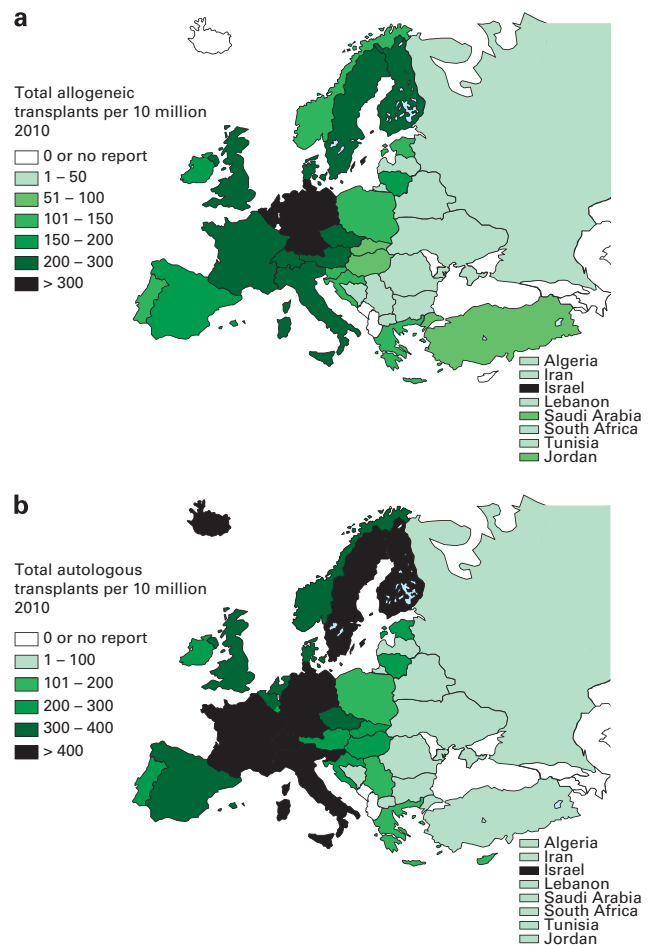 a
Total allogeneic
transplants per 10 million
2010
0 or no report
1 – 50
51 – 100
101 – 150
150 – 200
200 – 300
> 300
Algeria
Iran
Israel
Lebanon
Saudi Arabia
South Africa
Tunisia
Jordan
b
Total autologous
transplants per 10 million
2010
0 or no report
1 – 100
101 – 200
200 – 300
300 – 400
> 400
Algeria
Iran
Israel
Lebanon
Saudi Arabia
South Africa
Tunisia
Jordan